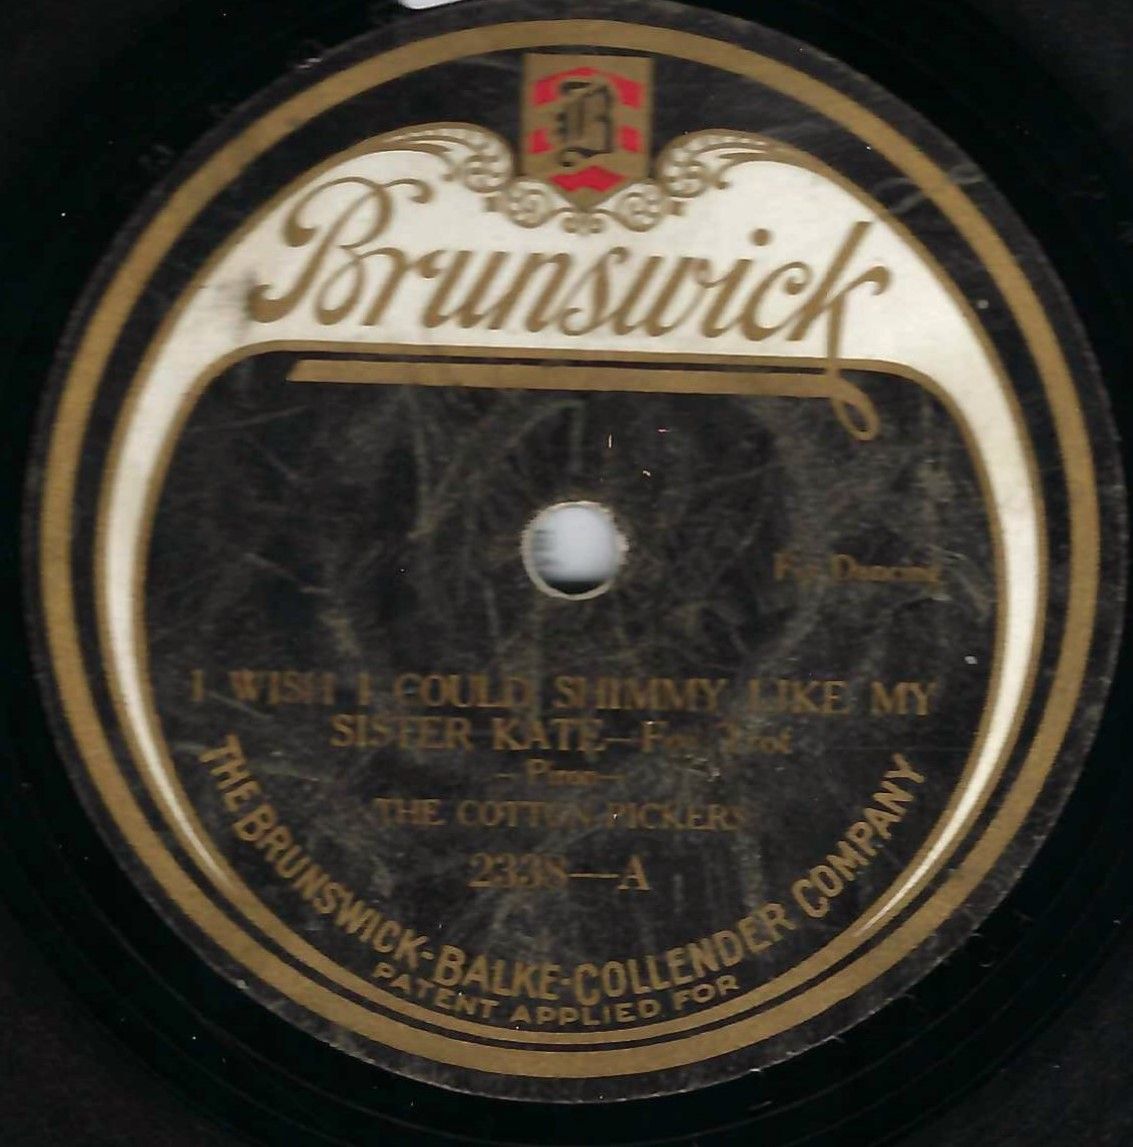 B
Brunswick
For Dancing
I WISH I COULD SHIMMY LIKE MY
SISTER KATE—Fox Trot
—Piron—
THE COTTON PICKERS
2338—A
THE BRUNSWICK-BALKE-COLLENDER COMPANY
PATENT APPLIED FOR